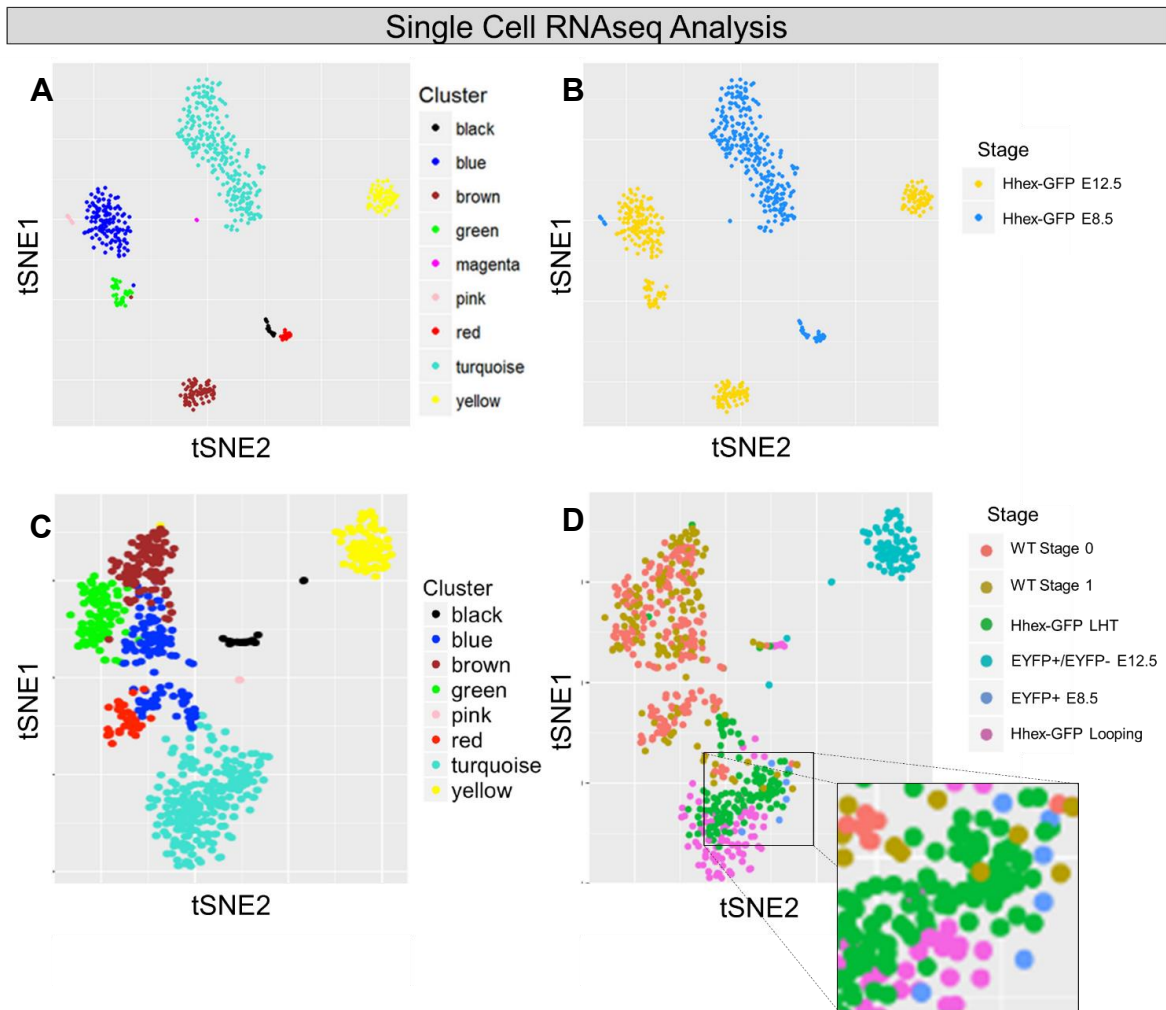 Single Cell RNAseq Analysis
A
tSNE1
tSNE2
Cluster
black
blue
brown
green
magenta
pink
red
turquoise
yellow
B
tSNE1
tSNE2
Stage
Hhex-GFP E12.5
Hhex-GFP E8.5
C
tSNE1
tSNE2
Cluster
black
blue
brown
green
pink
red
turquoise
yellow
D
tSNE1
tSNE2
Stage
WT Stage 0
WT Stage 1
Hhex-GFP LHT
EYFP+/EYFP- E12.5
EYFP+ E8.5
Hhex-GFP Looping